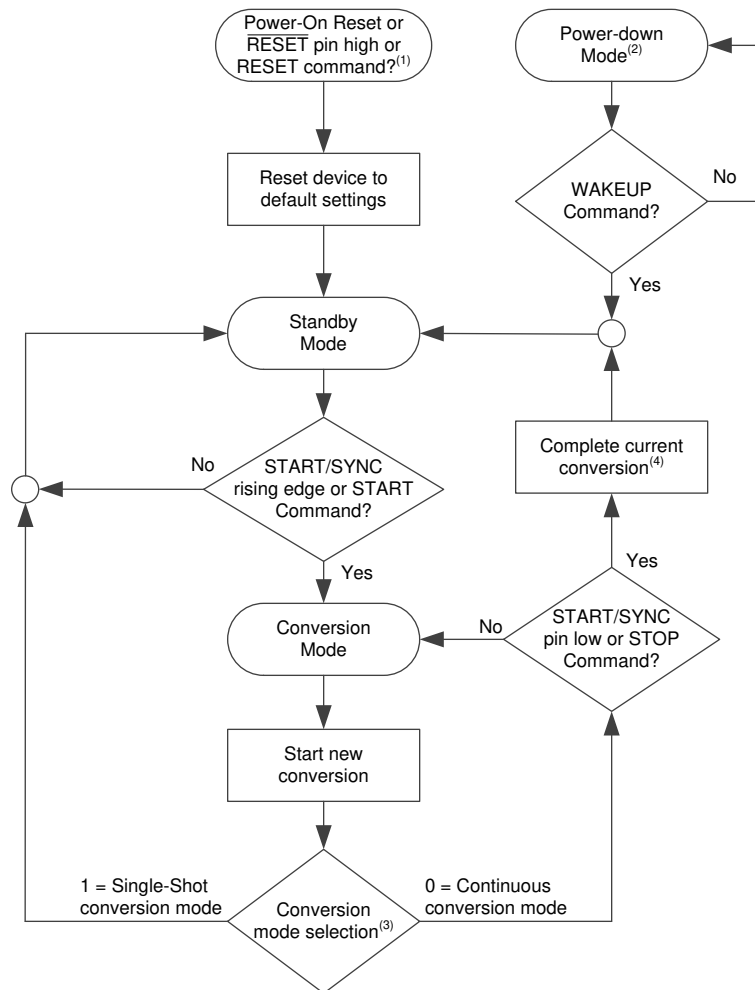 Power-On Reset or
RESET pin high or
RESET command?(1)
Power-down
Mode(2)
Reset device to
default settings
WAKEUP
Command?
No
Yes
Standby
Mode
Complete current
conversion(4)
No
START/SYNC
rising edge or START
Command?
Yes
Yes
Conversion
Mode
No
START/SYNC
pin low or STOP
Command?
Start new
conversion
1 = Single-Shot
conversion mode
0 = Continuous
conversion mode
Conversion
mode selection(3)